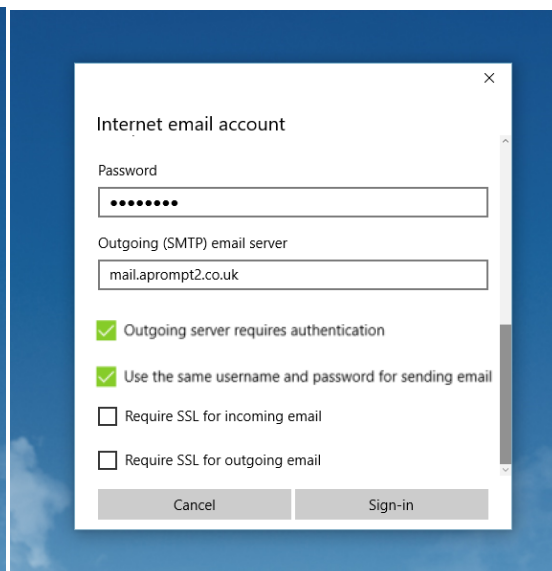 Internet email account
Password
••••••••
Outgoing (SMTP) email server
mail.aprompt2.co.uk
Outgoing server requires authentication
Use the same username and password for sending email
Require SSL for incoming email
Require SSL for outgoing email
Cancel
Sign-in